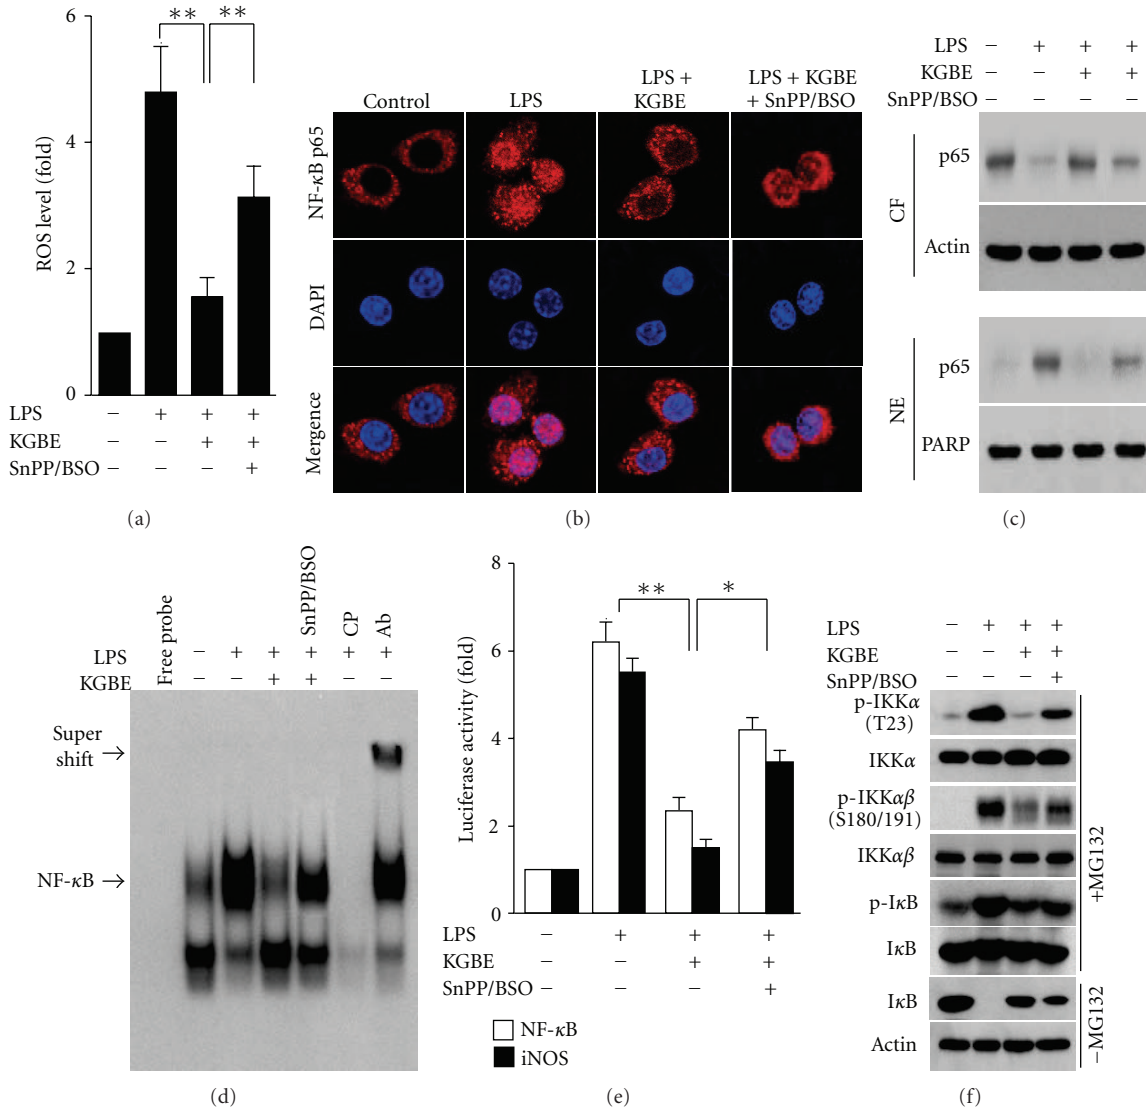 6
4
2
0
ROS level (fold)
** **
LPS − + + +
KGBE − − + +
SnPP/BSO − − − +
(a)
Control LPS LPS + KGBE LPS + KGBE + SnPP/BSO
NF-κB p65
DAPI
Mergence
(b)
LPS − + + +
KGBE − − + +
SnPP/BSO − − − +
CF
p65
Actin
NE
p65
PARP
(c)
Free probe SnPP/BSO CP Ab
LPS − + + + + +
KGBE − − + + − −
Super
shift →
NF-κB →
(d)
8
6
4
2
0
Luciferase activity (fold)
** *
LPS − + + +
KGBE − − + +
SnPP/BSO − − − +
NF-κB
iNOS
(e)
LPS − + + +
KGBE − − + +
SnPP/BSO − − − +
p-IKKα
(T23)
IKKα
p-IKKαβ
(S180/191)
IKKαβ
p-IκB
IκB
+MG132
IκB
Actin
−MG132
(f)